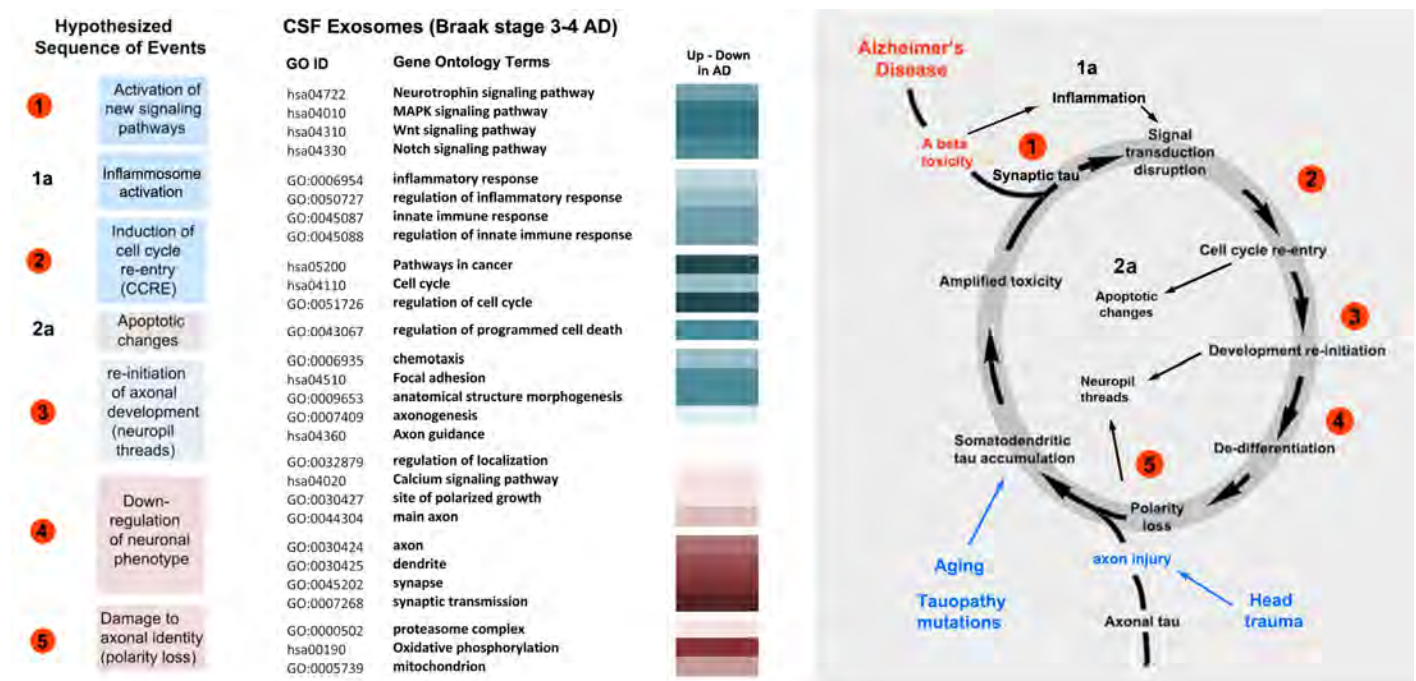 Hypothesized
Sequence of Events
1
Activation of
new signaling
pathways
1a
Inflammosome
activation
2
Induction of
cell cycle
re-entry
(CCRE)
2a
Apoptotic
changes
3
re-initiation
of axonal
development
(neuropil
threads)
4
Down-
regulation
of neuronal
phenotype
5
Damage to
axonal identity
(polarity loss)
CSF Exosomes (Braak stage 3-4 AD)
GO ID Gene Ontology Terms
Up - Down
in AD
hsa04722 Neurotrophin signaling pathway
hsa04010 MAPK signaling pathway
hsa04310 Wnt signaling pathway
hsa04330 Notch signaling pathway
GO:0006954 inflammatory response
GO:0050727 regulation of inflammatory response
GO:0045087 innate immune response
GO:0045088 regulation of innate immune response
hsa05200 Pathways in cancer
hsa04110 Cell cycle
GO:0051726 regulation of cell cycle
GO:0043067 regulation of programmed cell death
GO:0006935 chemotaxis
hsa04510 Focal adhesion
GO:0009653 anatomical structure morphogenesis
GO:0007409 axonogenesis
hsa04360 Axon guidance
GO:0032879 regulation of localization
hsa04020 Calcium signaling pathway
GO:0030427 site of polarized growth
GO:0044304 main axon
GO:0030424 axon
GO:0030425 dendrite
GO:0045202 synapse
GO:0007268 synaptic transmission
GO:0000502 proteasome complex
hsa00190 Oxidative phosphorylation
GO:0005739 mitochondrion
Alzheimer's
Disease
1a
Inflammation
A beta
toxicity
1
Synaptic tau
Signal
transduction
disruption
2
Cell cycle re-entry
2a
Apoptotic
changes
Amplified toxicity
3
Development re-initiation
Neuropil
threads
4
De-differentiation
Somatodendritic
tau accumulation
5
Polarity
loss
axon injury
Aging
Tauopathy
mutations
Head
trauma
Axonal tau